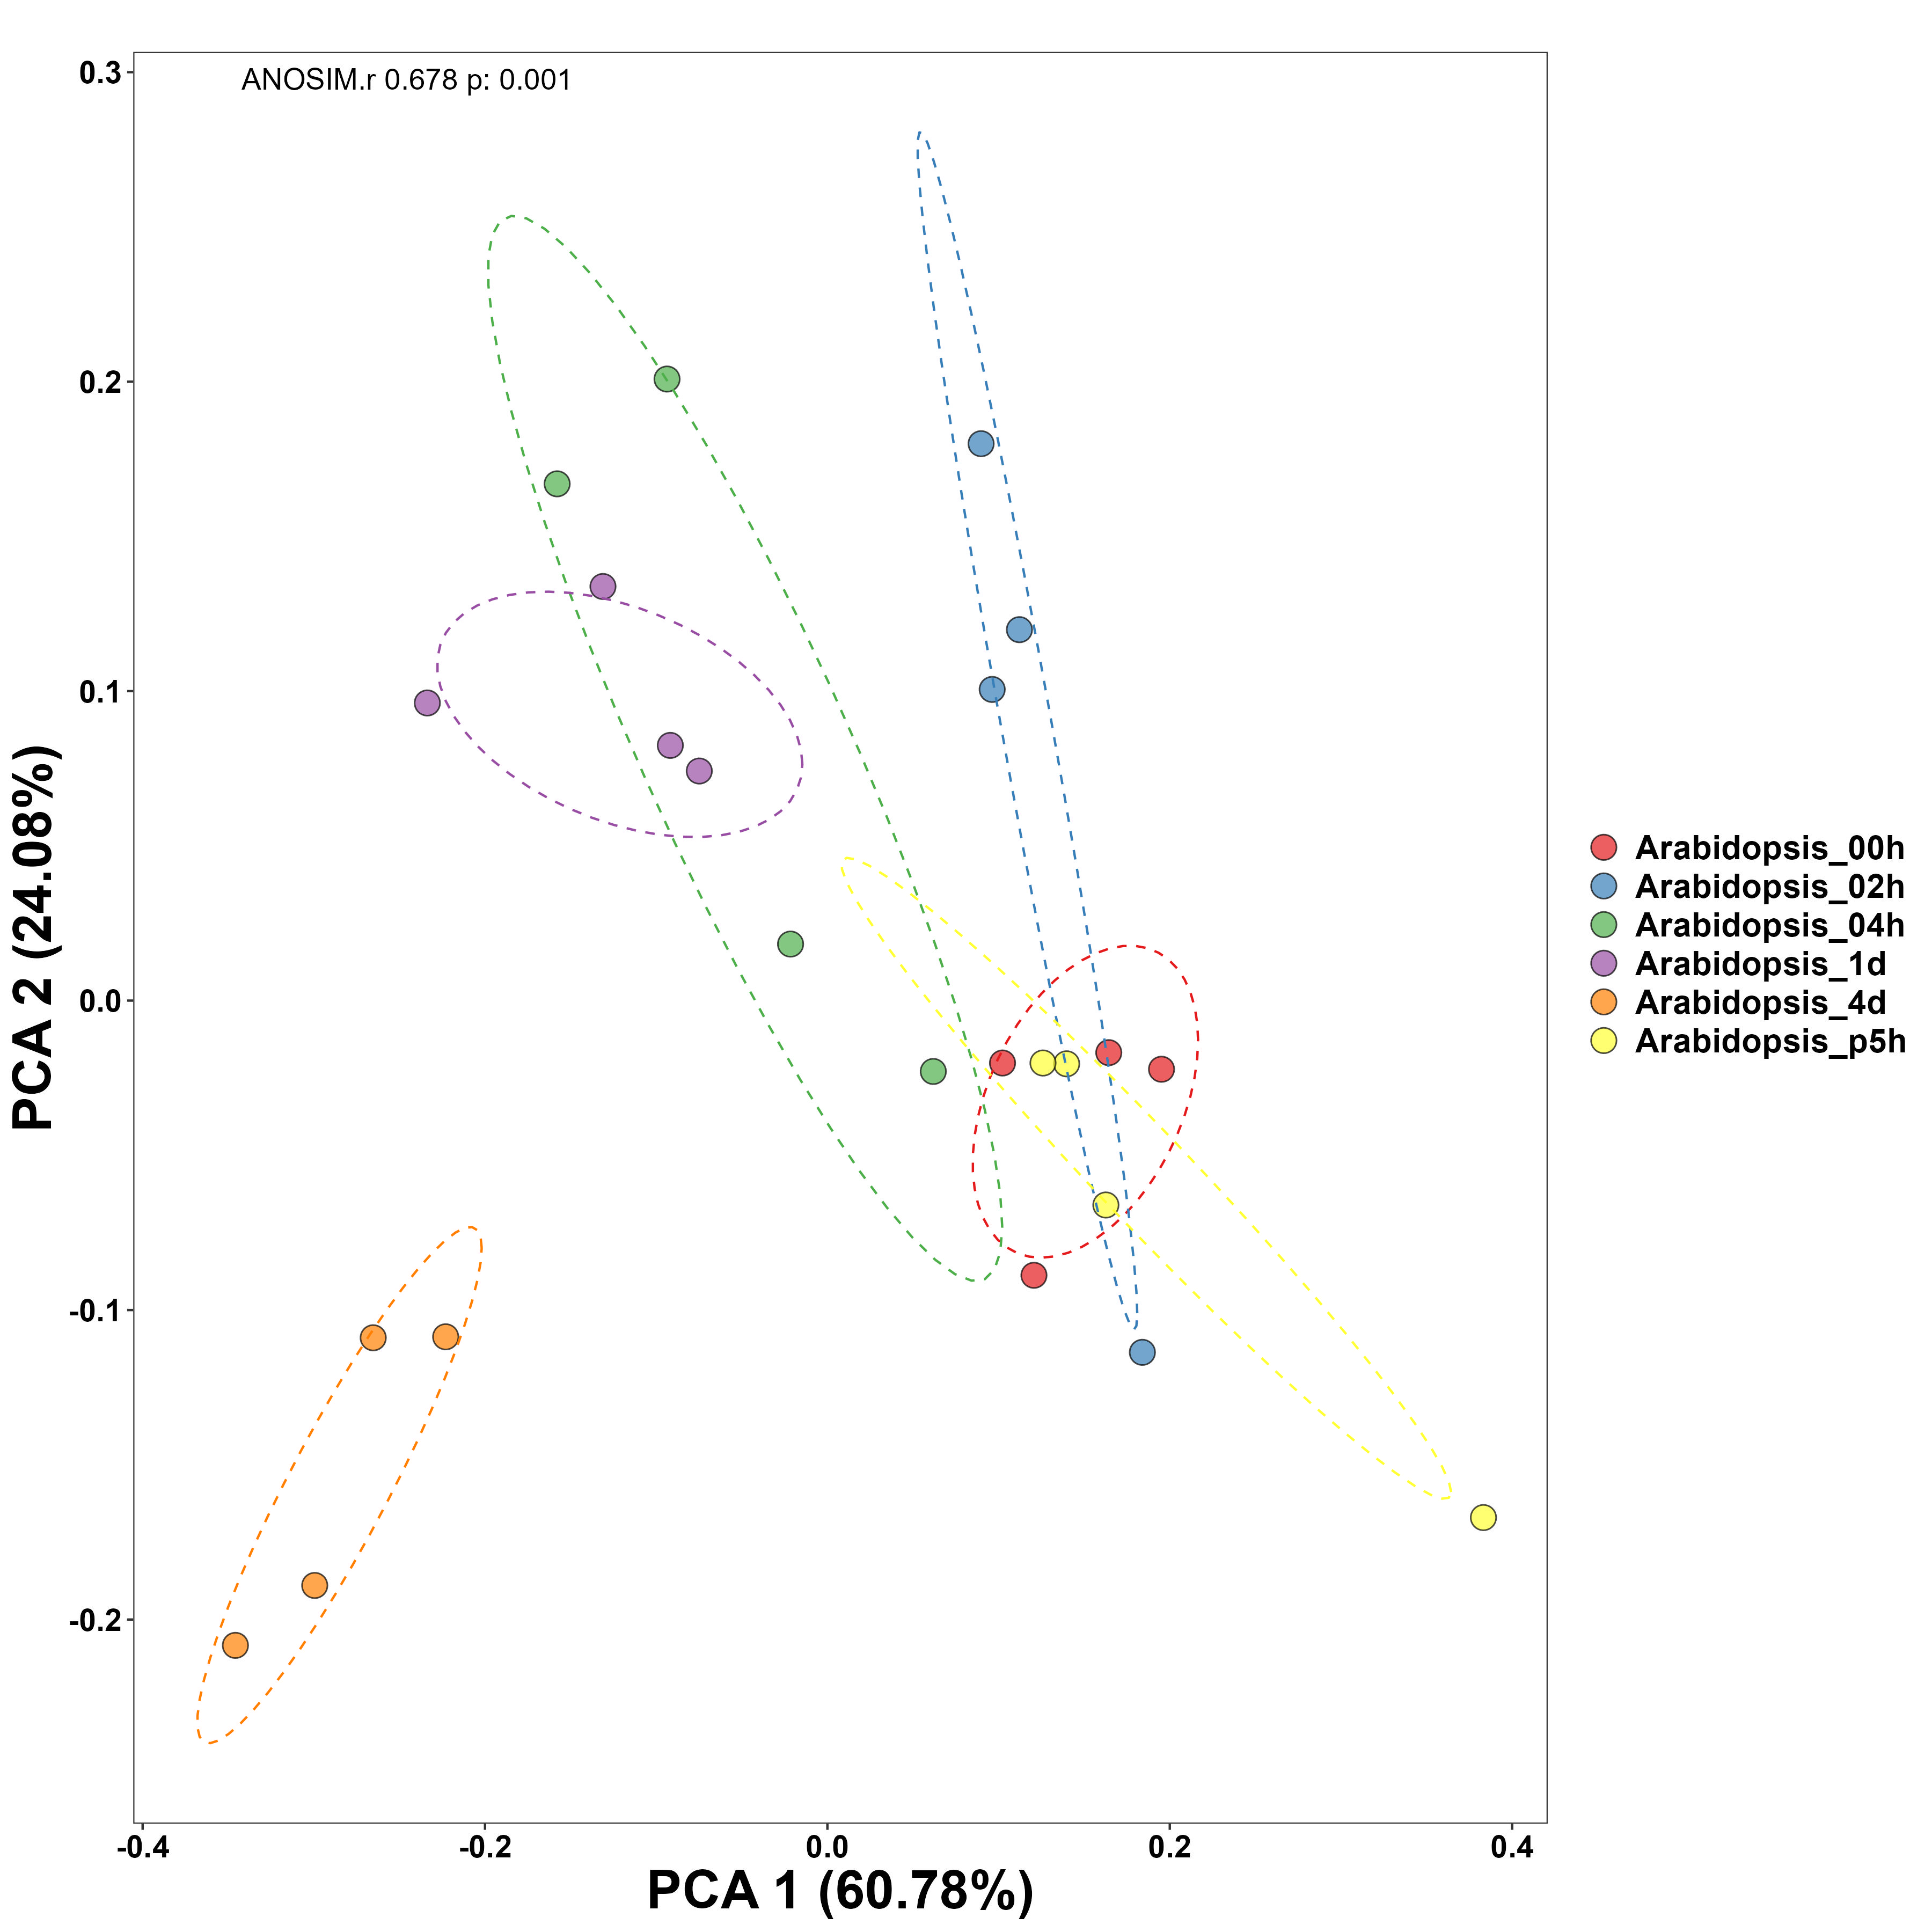 ANOSIM.r 0.678 p: 0.001
0.3
0.2
0.1
0.0
-0.1
-0.2
PCA 2 (24.08%)
-0.4
-0.2
0.0
0.2
0.4
PCA 1 (60.78%)
Arabidopsis_00h
Arabidopsis_02h
Arabidopsis_04h
Arabidopsis_1d
Arabidopsis_4d
Arabidopsis_p5h